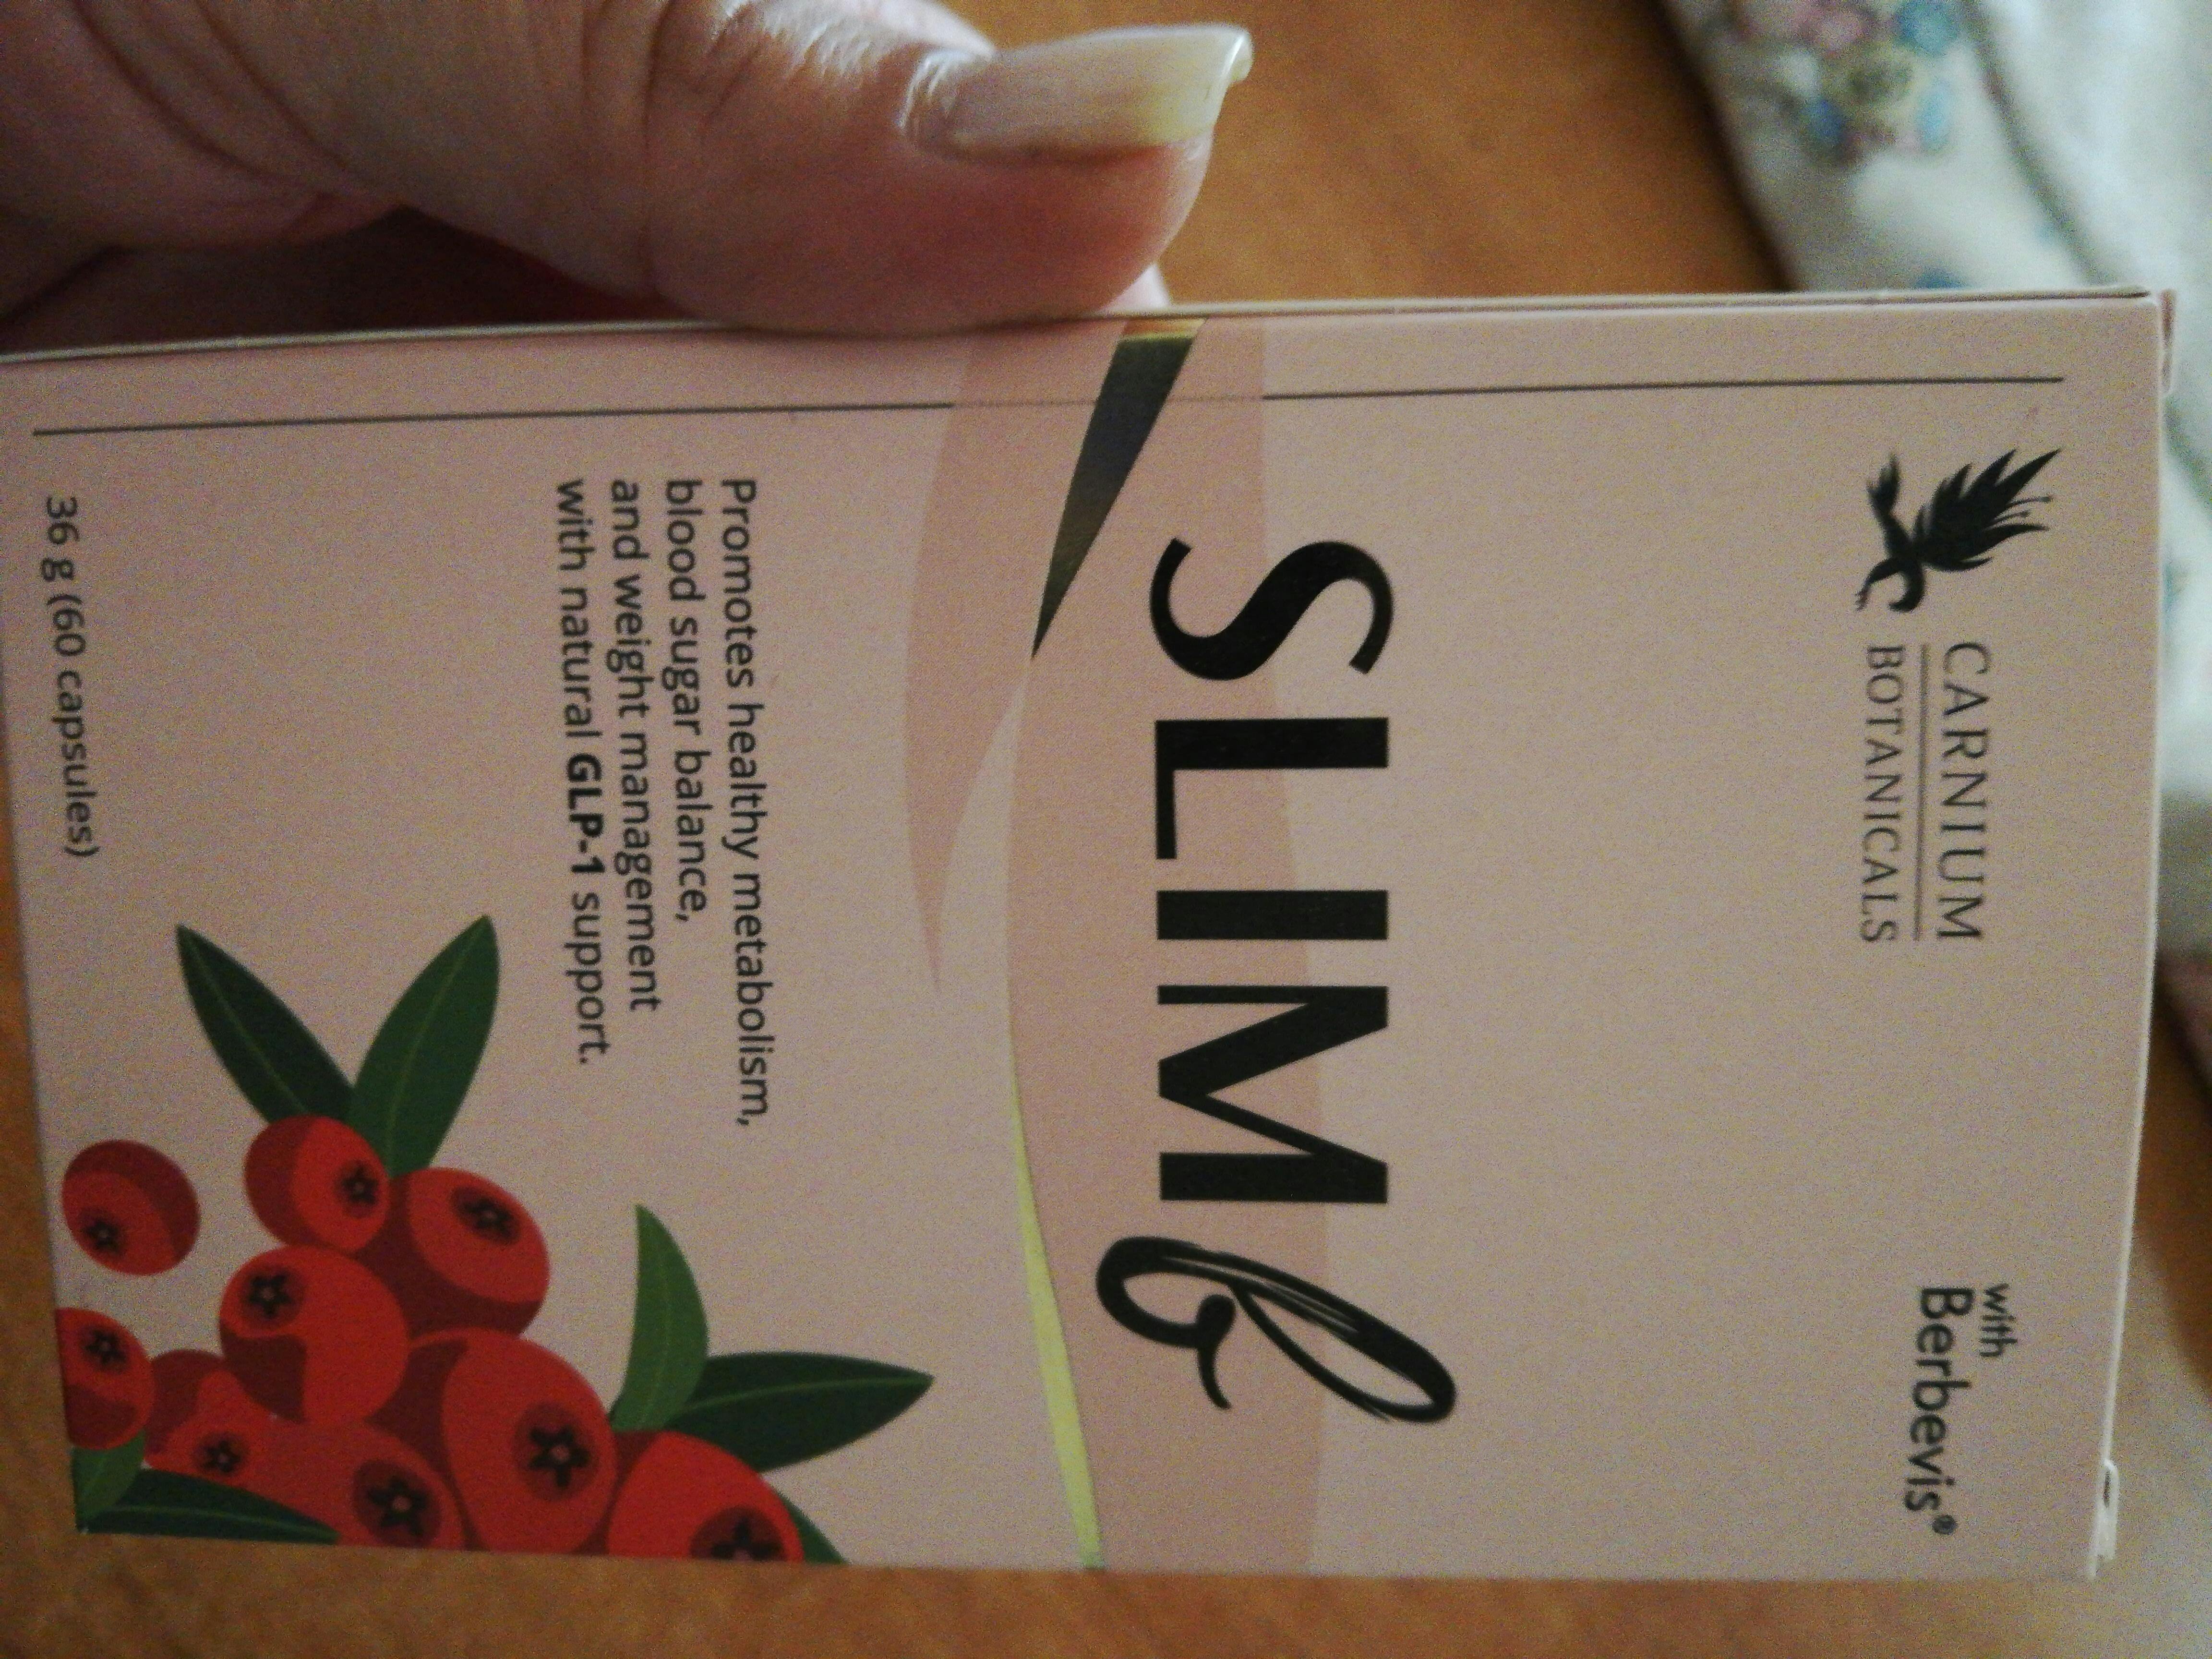 CARNIUM
BOTANICALS
with
Berbevis®
SLIMb
Promotes healthy metabolism,
blood sugar balance,
and weight management
with natural GLP-1 support.
36 g (60 capsules)